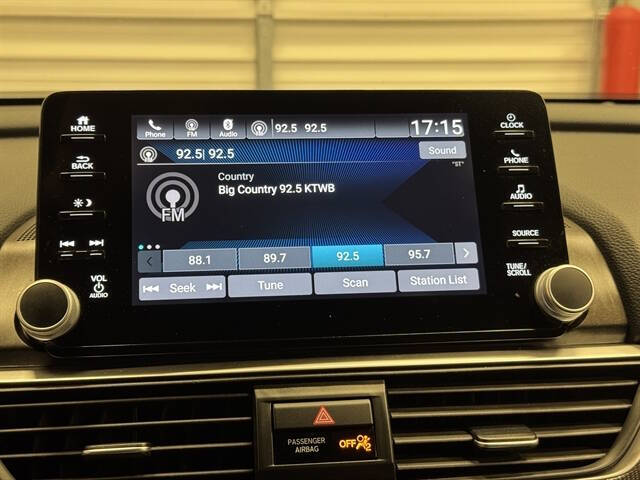 HOME
BACK
VOL
AUDIO
Phone
FM
Audio
92.5 92.5
17:15
92.5| 92.5
Sound
"ST"
Country
Big Country 92.5 KTWB
FM
88.1
89.7
92.5
95.7
Seek
Tune
Scan
Station List
CLOCK
PHONE
AUDIO
SOURCE
TUNE/
SCROLL
PASSENGER
AIRBAG
OFF
2